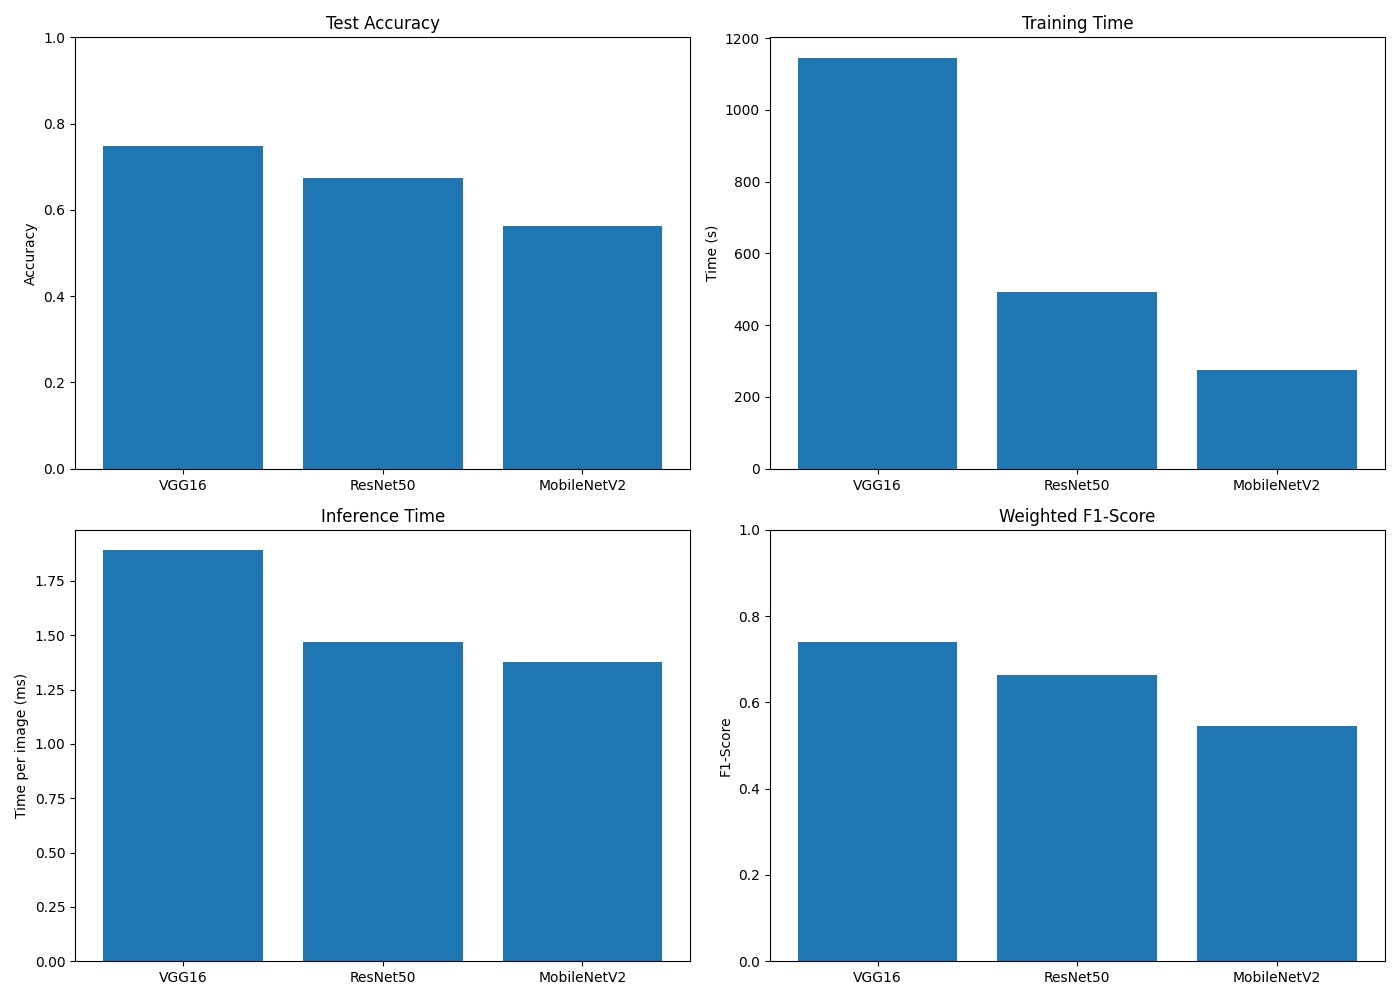 Test Accuracy
1.0
0.8
0.6
0.4
0.2
0.0
Accuracy
VGG16 ResNet50 MobileNetV2
Training Time
1200
1000
800
600
400
200
0
Time (s)
VGG16 ResNet50 MobileNetV2
Inference Time
1.75
1.50
1.25
1.00
0.75
0.50
0.25
0.00
Time per image (ms)
VGG16 ResNet50 MobileNetV2
Weighted F1-Score
1.0
0.8
0.6
0.4
0.2
0.0
F1-Score
VGG16 ResNet50 MobileNetV2